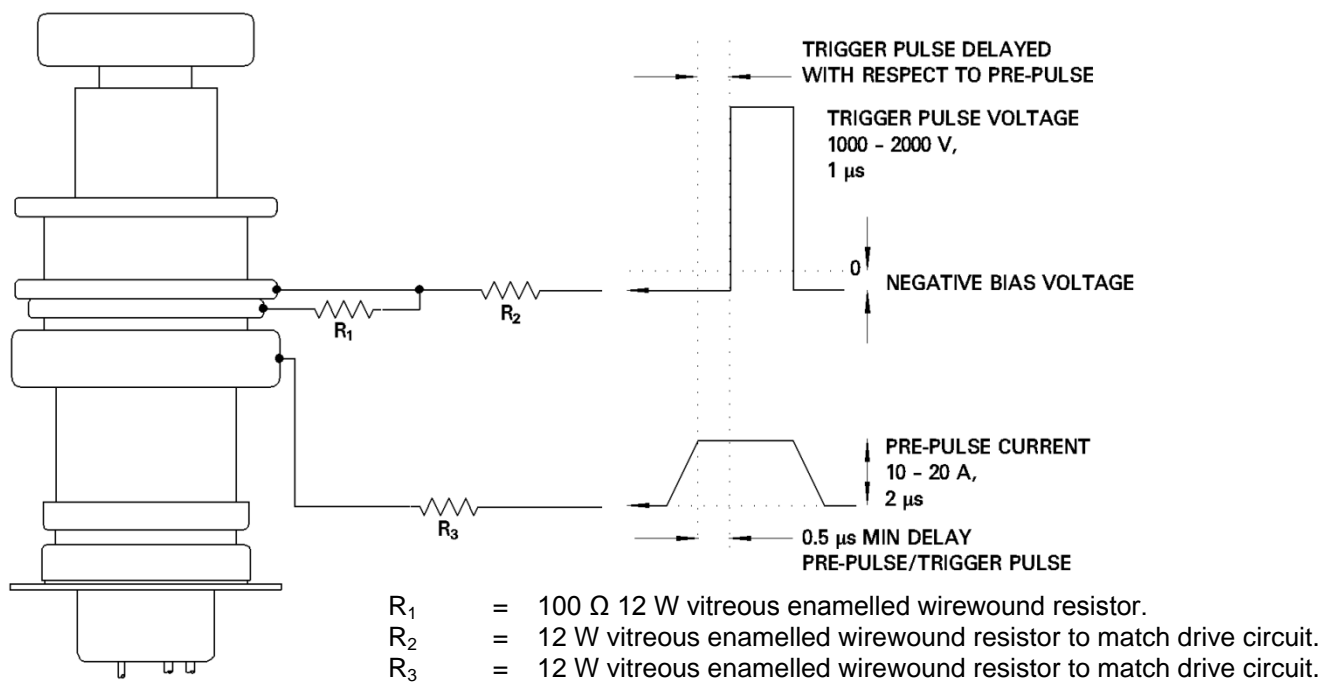 TRIGGER PULSE DELAYED
WITH RESPECT TO PRE-PULSE
TRIGGER PULSE VOLTAGE
1000 – 2000 V,
1 µs
0
NEGATIVE BIAS VOLTAGE
R₂
R₁
PRE-PULSE CURRENT
10 – 20 A,
2 µs
R₃
0.5 µs MIN DELAY
PRE-PULSE/TRIGGER PULSE
R₁ = 100 Ω 12 W vitreous enamelled wirewound resistor.
R₂ = 12 W vitreous enamelled wirewound resistor to match drive circuit.
R₃ = 12 W vitreous enamelled wirewound resistor to match drive circuit.